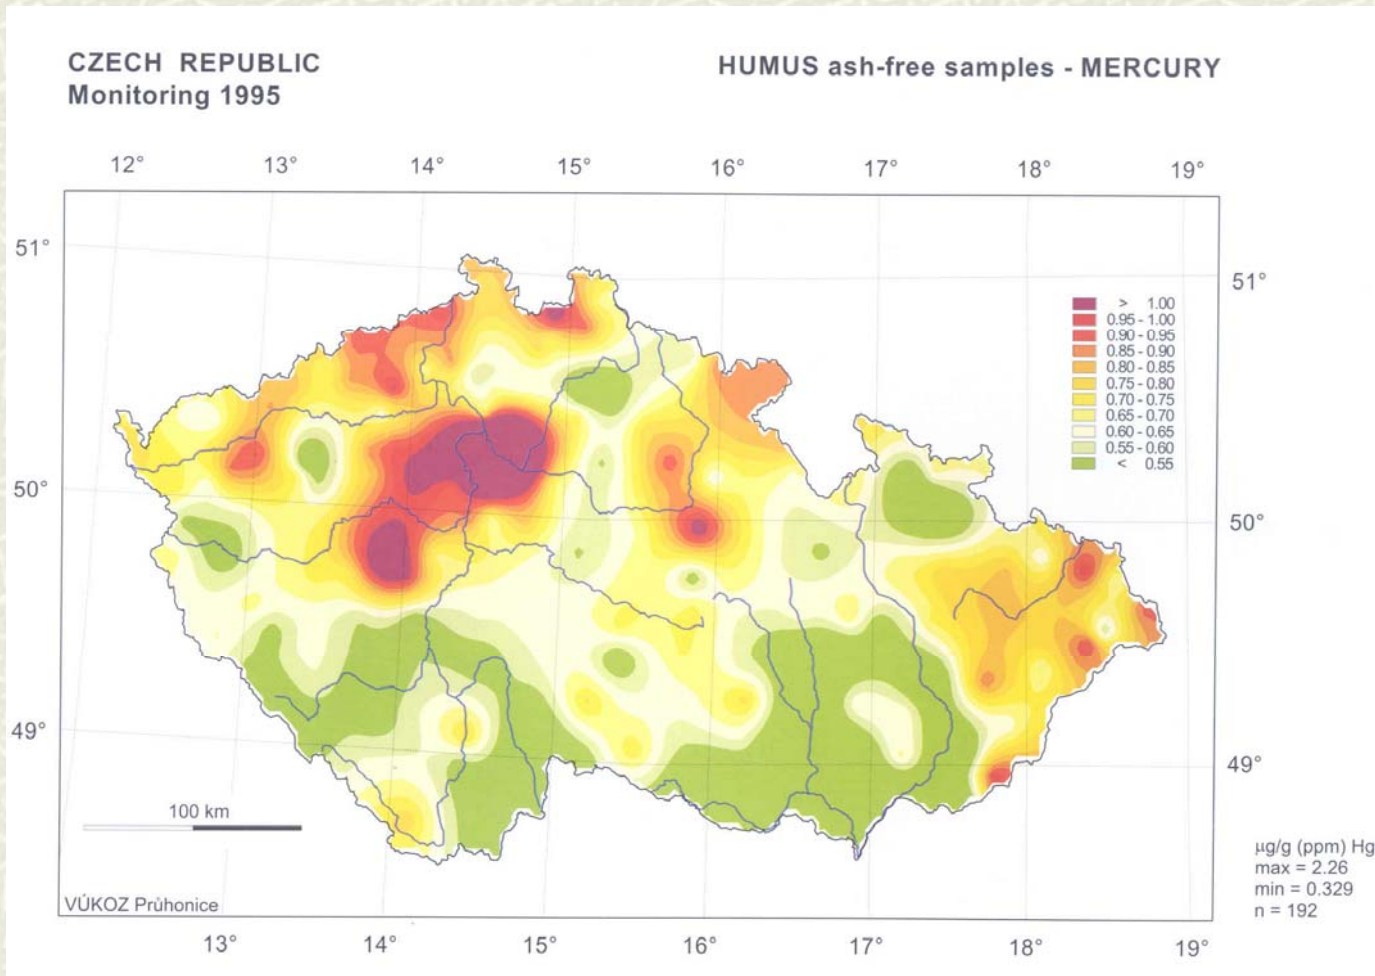 CZECH REPUBLIC
Monitoring 1995
HUMUS ash-free samples - MERCURY
12° 13° 14° 15° 16° 17° 18° 19°
51° 51°
> 1.00
0.95 - 1.00
0.90 - 0.95
0.85 - 0.90
0.80 - 0.85
0.75 - 0.80
0.70 - 0.75
0.65 - 0.70
0.60 - 0.65
0.55 - 0.60
< 0.55
50° 50°
49° 49°
100 km
µg/g (ppm) Hg
max = 2.26
min = 0.329
n = 192
VÚKOZ Průhonice
13° 14° 15° 16° 17° 18° 19°